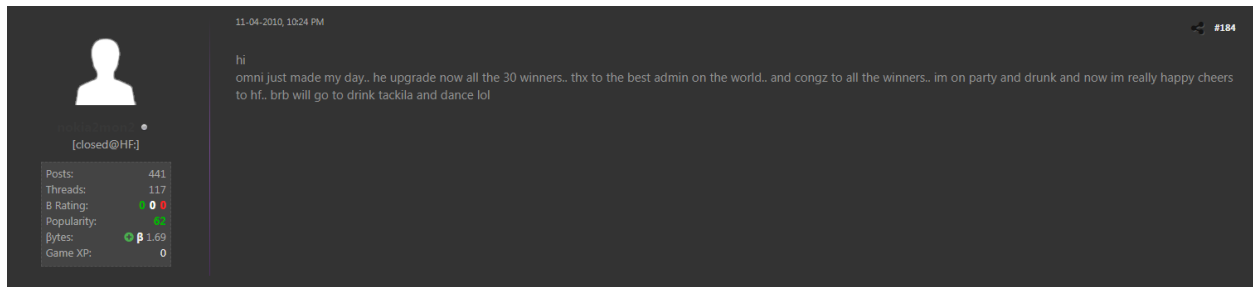 11-04-2010, 10:24 PM
#184
hi
omni just made my day.. he upgrade now all the 30 winners.. thx to the best admin on the world.. and congz to all the winners.. im on party and drunk and now im really happy cheers
to hf.. brb will go to drink tackila and dance lol
[closed@HF:]
Posts: 441
Threads: 117
B Rating: 0 0 0
Popularity: 62
βytes: β 1.69
Game XP: 0